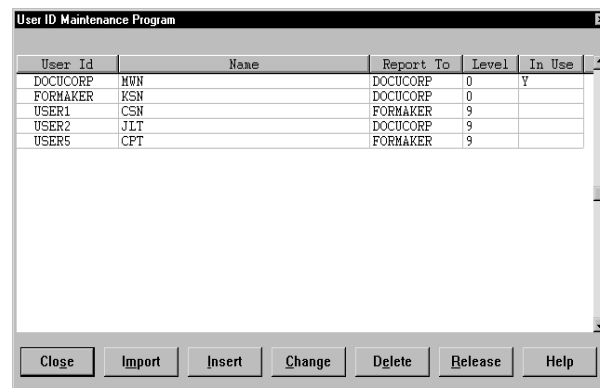 User ID Maintenance Program
User Id Name Report To Level In Use
DOCUCORP MWN DOCUCORP 0 Y
FORMAKER KSN DOCUCORP 0
USER1 CSN FORMAKER 9
USER2 JLT DOCUCORP 9
USER5 CPT FORMAKER 9
Close Import Insert Change Delete Release Help